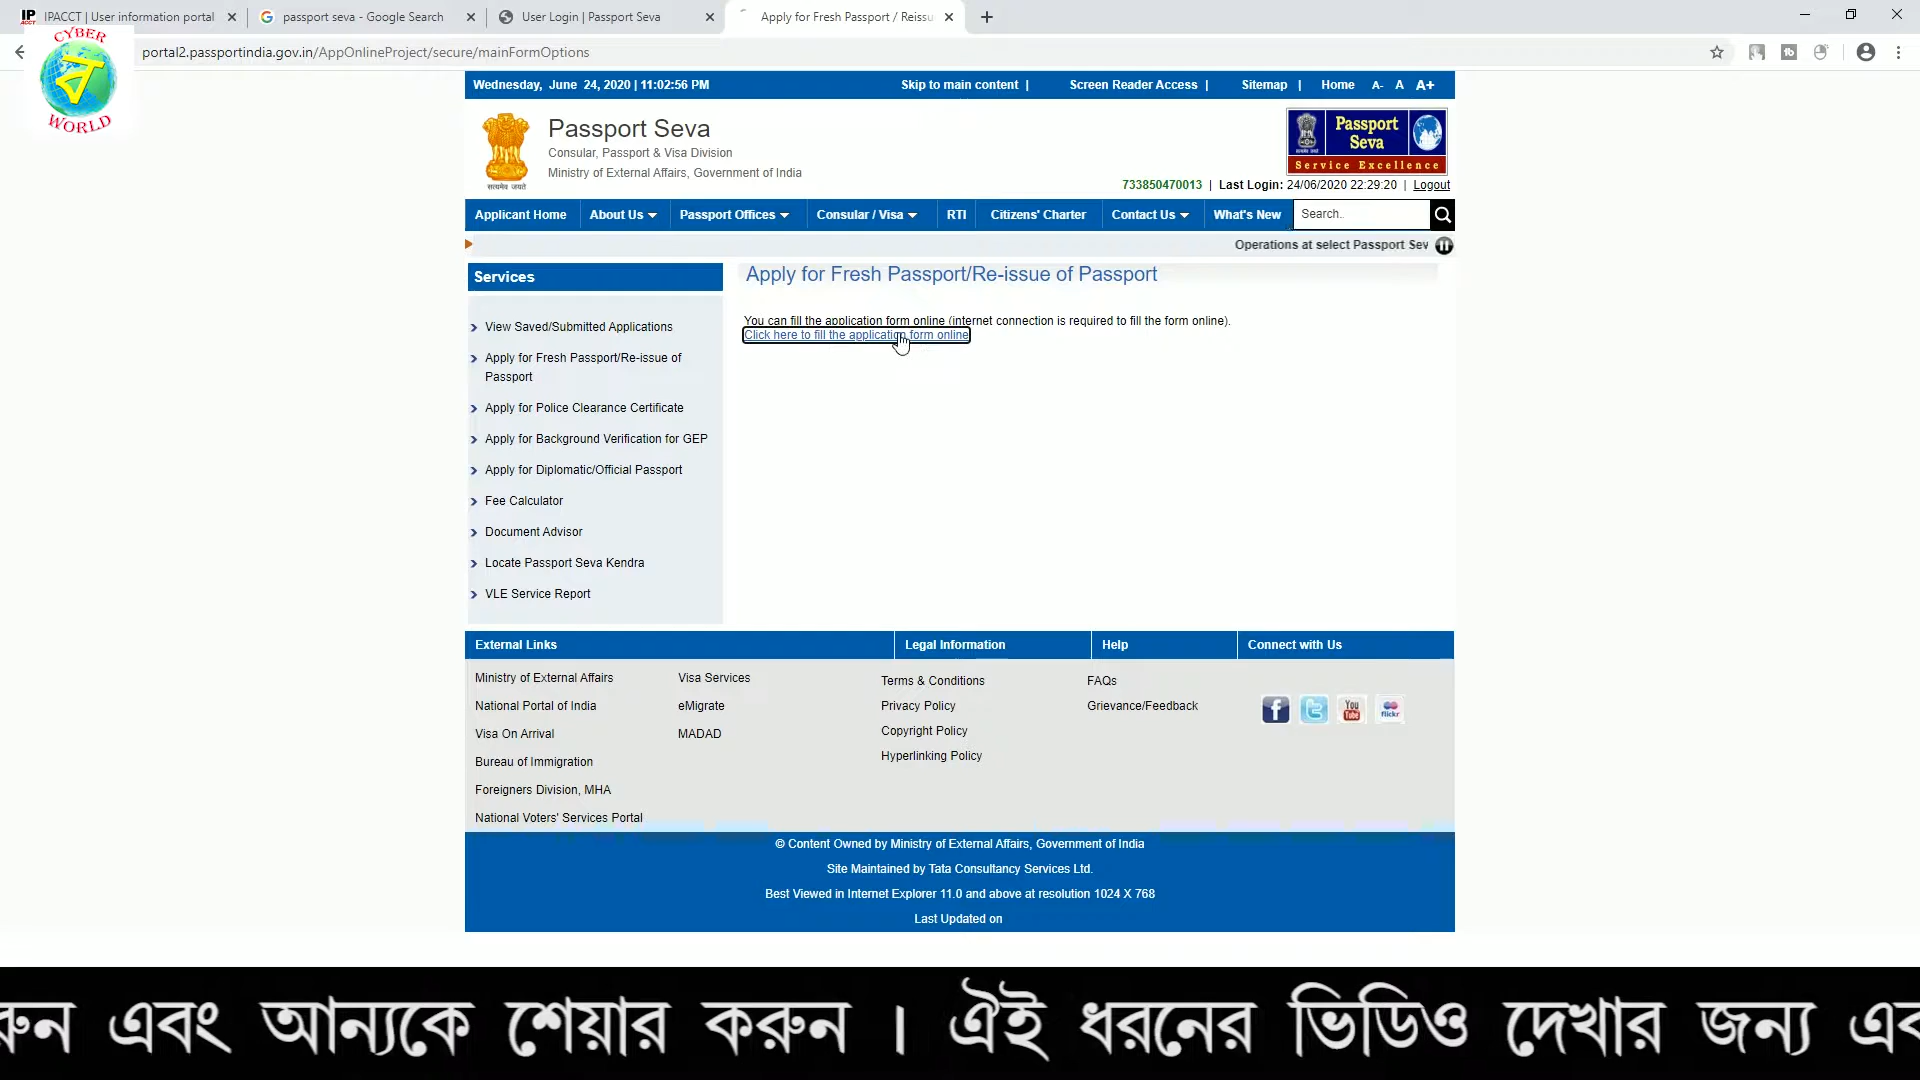 IPACCT | User information portal
passport seva - Google Search
User Login | Passport Seva
Apply for Fresh Passport / Reissu
CYBER
ব
WORLD
portal2.passportindia.gov.in/AppOnlineProject/secure/mainFormOptions
Wednesday, June 24, 2020 | 11:02:56 PM
Skip to main content |
Screen Reader Access |
Sitemap |
Home
A-
A
A+
Passport Seva
Consular, Passport & Visa Division
Ministry of External Affairs, Government of India
सत्यमेव जयते
Passport
Seva
Service Excellence
733850470013 | Last Login: 24/06/2020 22:29:20 | Logout
Applicant Home
About Us
Passport Offices
Consular / Visa
RTI
Citizens' Charter
Contact Us
What's New
Search..
Operations at select Passport Sev
Services
Apply for Fresh Passport/Re-issue of Passport
You can fill the application form online (internet connection is required to fill the form online).
Click here to fill the application form online
View Saved/Submitted Applications
Apply for Fresh Passport/Re-issue of
Passport
Apply for Police Clearance Certificate
Apply for Background Verification for GEP
Apply for Diplomatic/Official Passport
Fee Calculator
Document Advisor
Locate Passport Seva Kendra
VLE Service Report
External Links
Legal Information
Help
Connect with Us
Ministry of External Affairs
Visa Services
Terms & Conditions
FAQs
National Portal of India
eMigrate
Privacy Policy
Grievance/Feedback
You
Tube
flickr
Visa On Arrival
MADAD
Copyright Policy
Bureau of Immigration
Hyperlinking Policy
Foreigners Division, MHA
National Voters' Services Portal
© Content Owned by Ministry of External Affairs, Government of India
Site Maintained by Tata Consultancy Services Ltd.
Best Viewed in Internet Explorer 11.0 and above at resolution 1024 X 768
Last Updated on
রুন এবং আন্যকে শেয়ার করুন । ঐই ধরনের ভিডিও দেখার জন্য এব